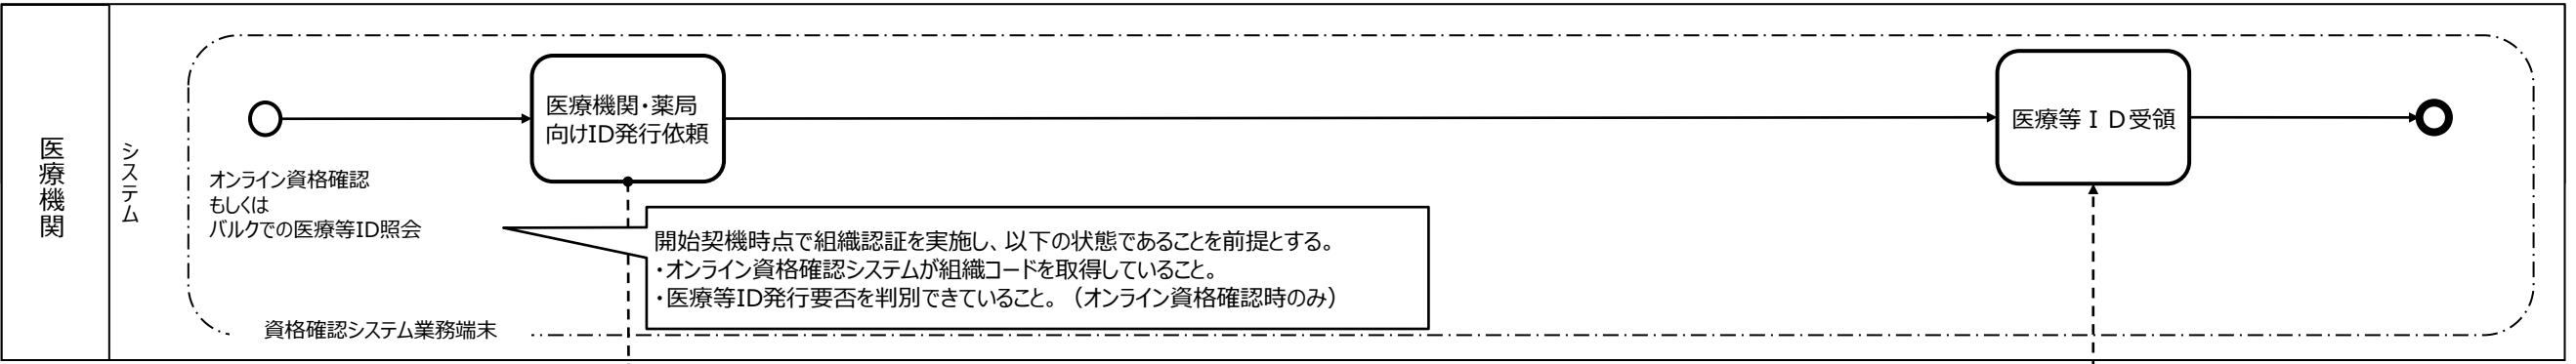 医療機関
システム
医療機関・薬局
向けID発行依頼
医療等ＩＤ受領
オンライン資格確認
もしくは
バルクでの医療等ID照会
開始契機時点で組織認証を実施し、以下の状態であることを前提とする。
・オンライン資格確認システムが組織コードを取得していること。
・医療等ID発行要否を判別できていること。（オンライン資格確認時のみ）
資格確認システム業務端末